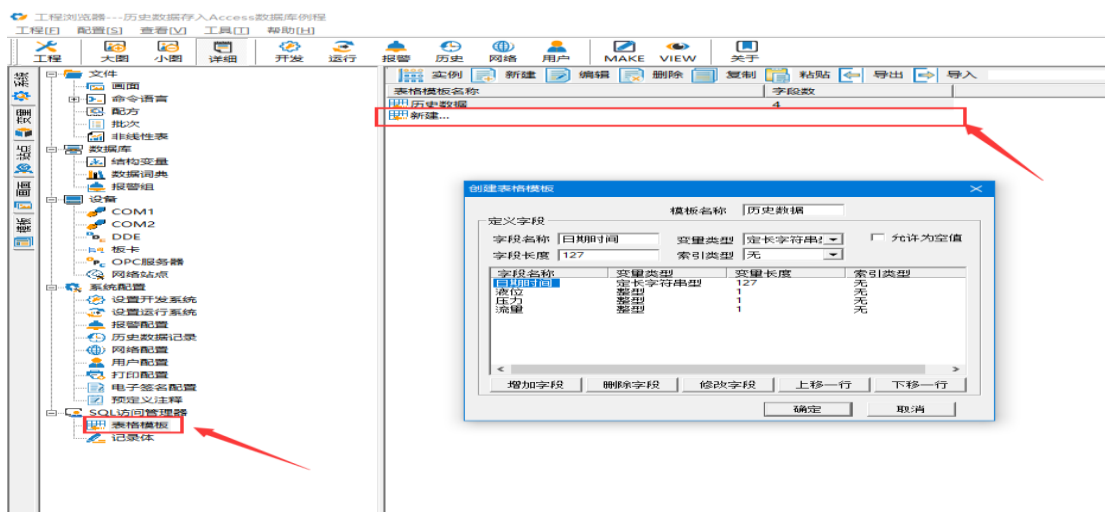 工程浏览器---历史数据存入Access数据库例程
工程[F] 配置[S] 查看[V] 工具[T] 帮助[H]
工程 大图 小图 详细 开发 运行 报警 历史 网络 用户 MAKE VIEW 关于
系统
变量
站点
画面
模板
文件
画面
命令语言
配方
批次
非线性表
数据库
结构变量
数据词典
报警组
设备
COM1
COM2
DDE
板卡
OPC服务器
网络站点
系统配置
设置开发系统
设置运行系统
报警配置
历史数据记录
网络配置
用户配置
打印配置
电子签名配置
预定义注释
SQL访问管理器
表格模板
记录体
实例 新建 编辑 删除 复制 粘贴 导出 导入
表格模板名称 字段数
历史数据 4
新建...
创建表格模板
模板名称 历史数据
定义字段
字段名称 日期时间 变量类型 定长字符串 允许为空值
字段长度 127 索引类型 无
字段名称 变量类型 变量长度 索引类型
日期时间 定长字符串型 127 无
液位 整型 1 无
压力 整型 1 无
流量 整型 1 无
增加字段 删除字段 修改字段 上移一行 下移一行
确定 取消